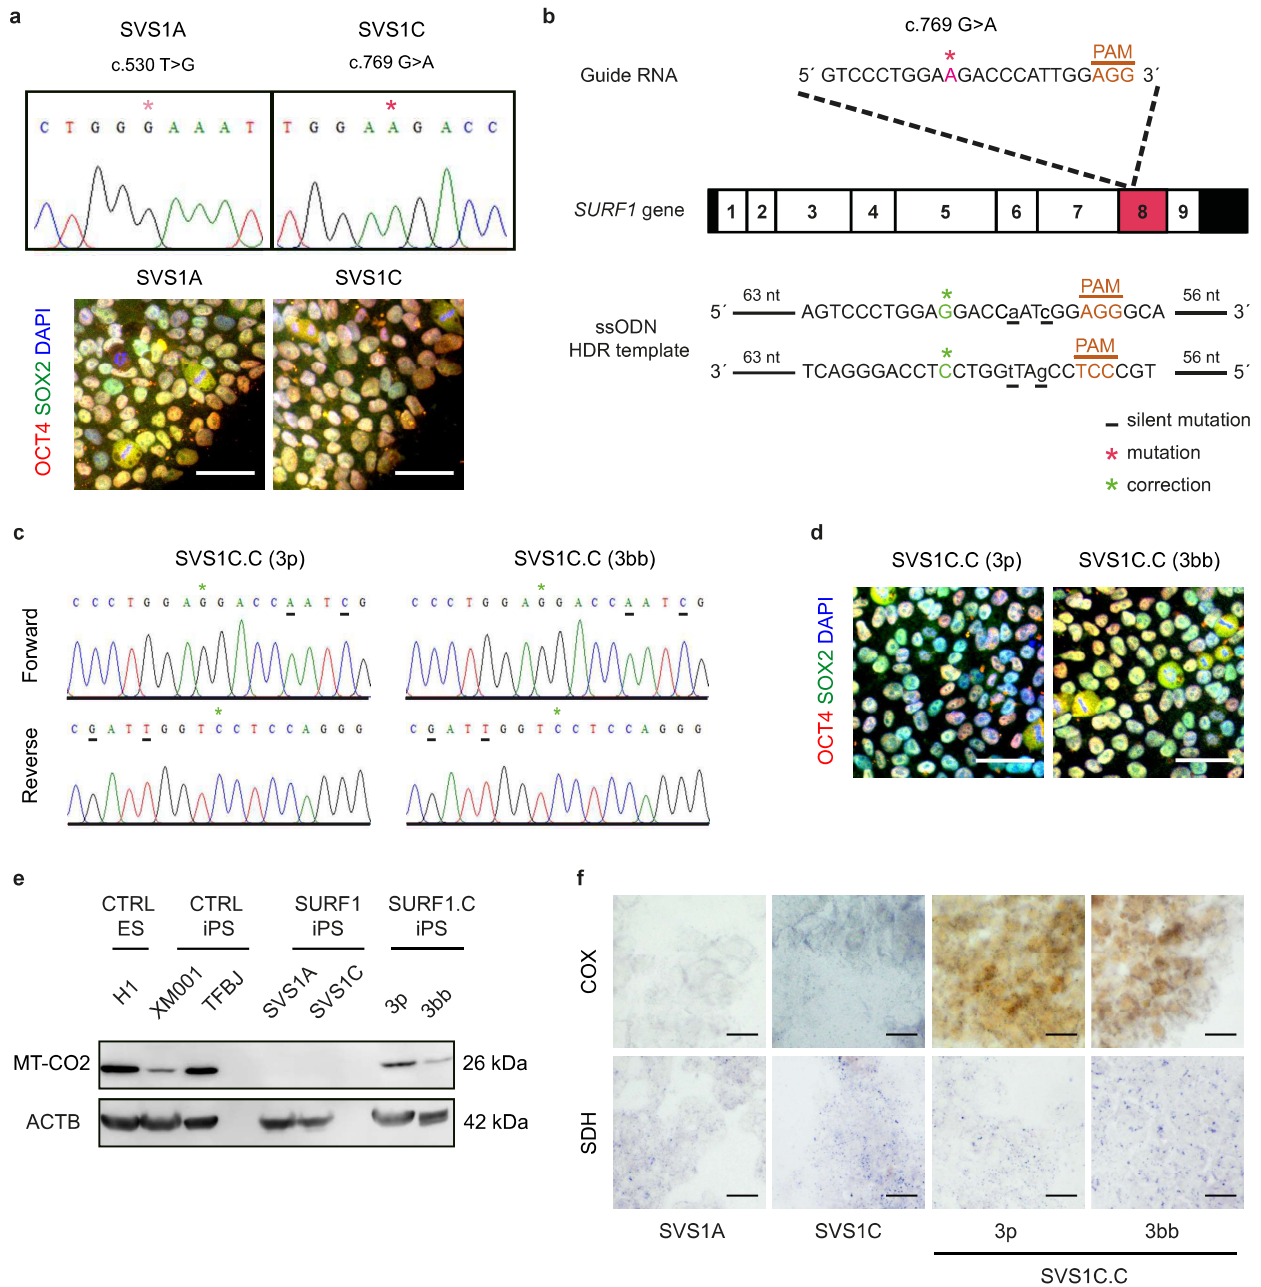 a
SVS1A
SVS1C
c.530 T>G
c.769 G>A
* *
C T G G G A A A T
T G G A A G A C C
SVS1A
SVS1C
OCT4 SOX2 DAPI
b
c.769 G>A
*
PAM
Guide RNA
5´ GTCCCTGGAAGACCCATTGGAGG 3´
SURF1 gene
1 2 3 4 5 6 7 8 9
ssODN
HDR template
63 nt
*
PAM
56 nt
5´ AGTCCCTGGAGGACCaATcGGAGGGCA 3´
63 nt
*
PAM
56 nt
3´ TCAGGGACCTCCTGGtTAgCCTCCCGT 5´
silent mutation
* mutation
* correction
c
SVS1C.C (3p)
SVS1C.C (3bb)
Forward
*
C C C T G G A G G A C C A A T C G
*
C C C T G G A G G A C C A A T C G
Reverse
*
C G A T T G G T C C T C C A G G G
*
C G A T T G G T C C T C C A G G G
d
SVS1C.C (3p)
SVS1C.C (3bb)
OCT4 SOX2 DAPI
e
CTRL
ES
CTRL
iPS
SURF1
iPS
SURF1.C
iPS
H1
XM001
TFBJ
SVS1A
SVS1C
3p
3bb
MT-CO2
26 kDa
ACTB
42 kDa
f
COX
SDH
SVS1A
SVS1C
3p
3bb
SVS1C.C